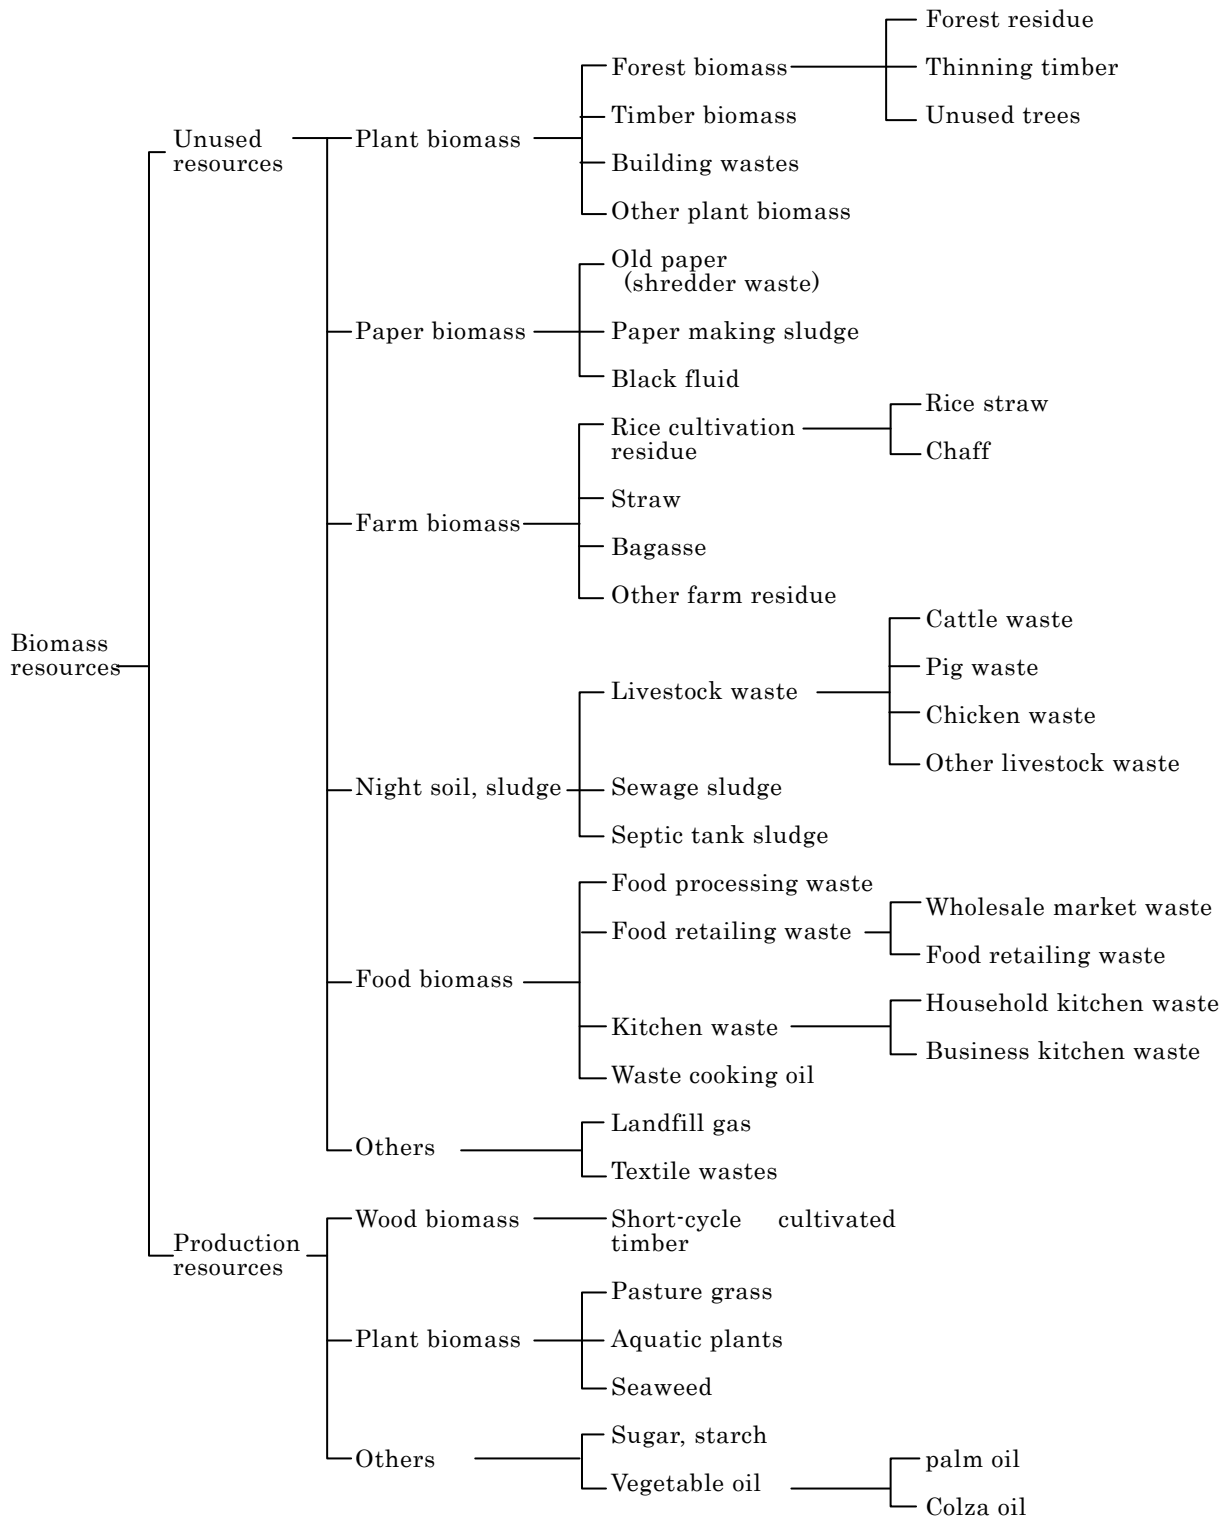 Biomass
resources
Unused
resources
Plant biomass
Forest biomass
Forest residue
Thinning timber
Unused trees
Timber biomass
Building wastes
Other plant biomass
Paper biomass
Old paper
(shredder waste)
Paper making sludge
Black fluid
Farm biomass
Rice cultivation
residue
Rice straw
Chaff
Straw
Bagasse
Other farm residue
Night soil, sludge
Livestock waste
Cattle waste
Pig waste
Chicken waste
Other livestock waste
Sewage sludge
Septic tank sludge
Food biomass
Food processing waste
Food retailing waste
Wholesale market waste
Food retailing waste
Kitchen waste
Household kitchen waste
Business kitchen waste
Waste cooking oil
Others
Landfill gas
Textile wastes
Production
resources
Wood biomass
Short-cycle cultivated
timber
Plant biomass
Pasture grass
Aquatic plants
Seaweed
Others
Sugar, starch
Vegetable oil
palm oil
Colza oil